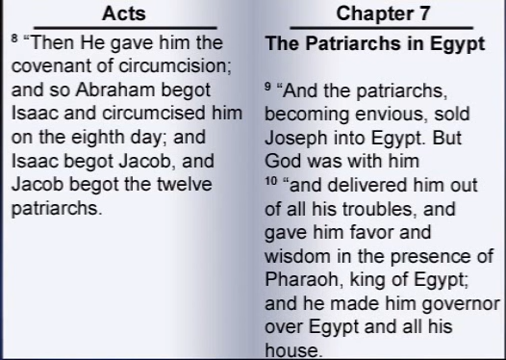 Acts
⁸ “Then He gave him the
covenant of circumcision;
and so Abraham begot
Isaac and circumcised him
on the eighth day; and
Isaac begot Jacob, and
Jacob begot the twelve
patriarchs.
Chapter 7
The Patriarchs in Egypt
⁹ “And the patriarchs,
becoming envious, sold
Joseph into Egypt. But
God was with him
¹⁰ “and delivered him out
of all his troubles, and
gave him favor and
wisdom in the presence of
Pharaoh, king of Egypt;
and he made him governor
over Egypt and all his
house.